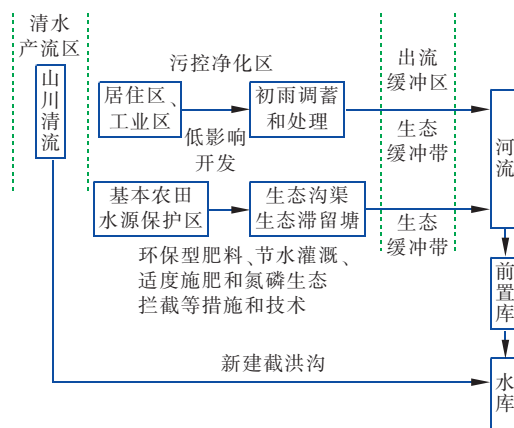 清水
产流区
山
川
清
流
污控净化区
居住区、
工业区
初雨调蓄
和处理
低影响
开发
出流
缓冲区
生态
缓冲带
河
流
基本农田
水源保护区
生态沟渠
生态滞留塘
生态
缓冲带
环保型肥料、节水灌溉、
适度施肥和氮磷生态
拦截等措施和技术
前
置
库
新建截洪沟
水
库